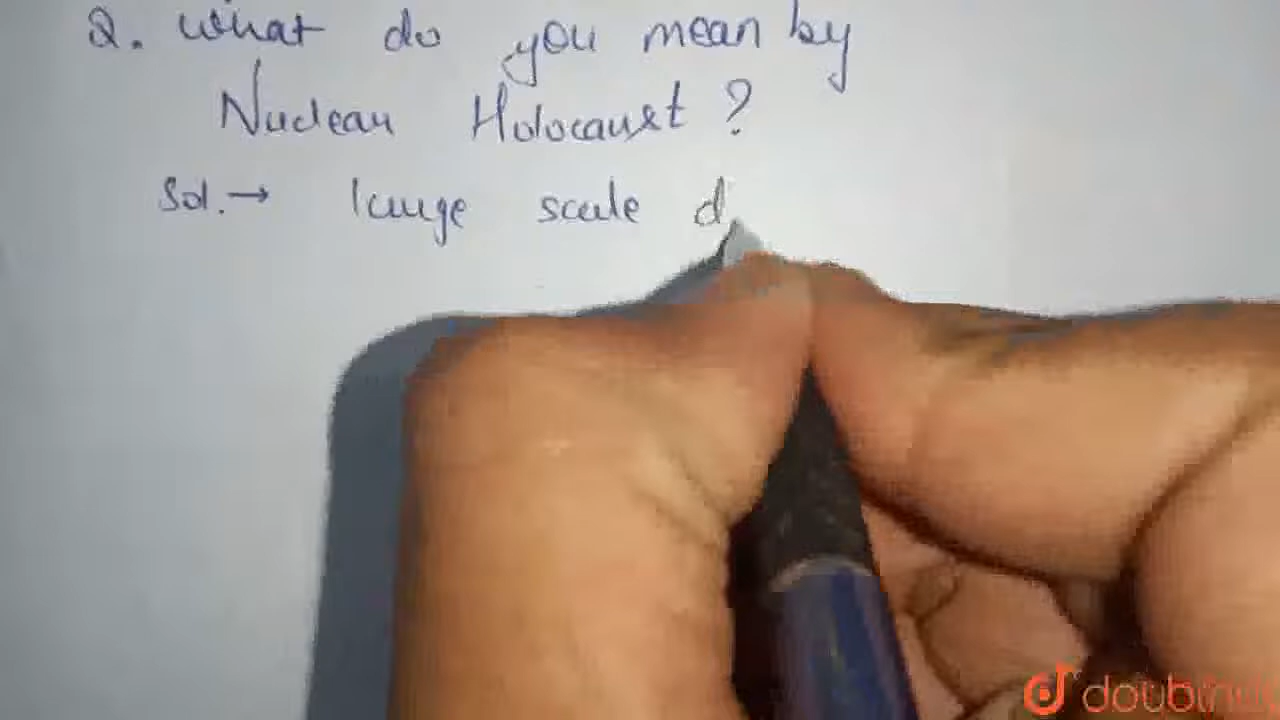 Q. What do you mean by
Nuclear Holocaust ?
Sol. → large scale d
doubtnut